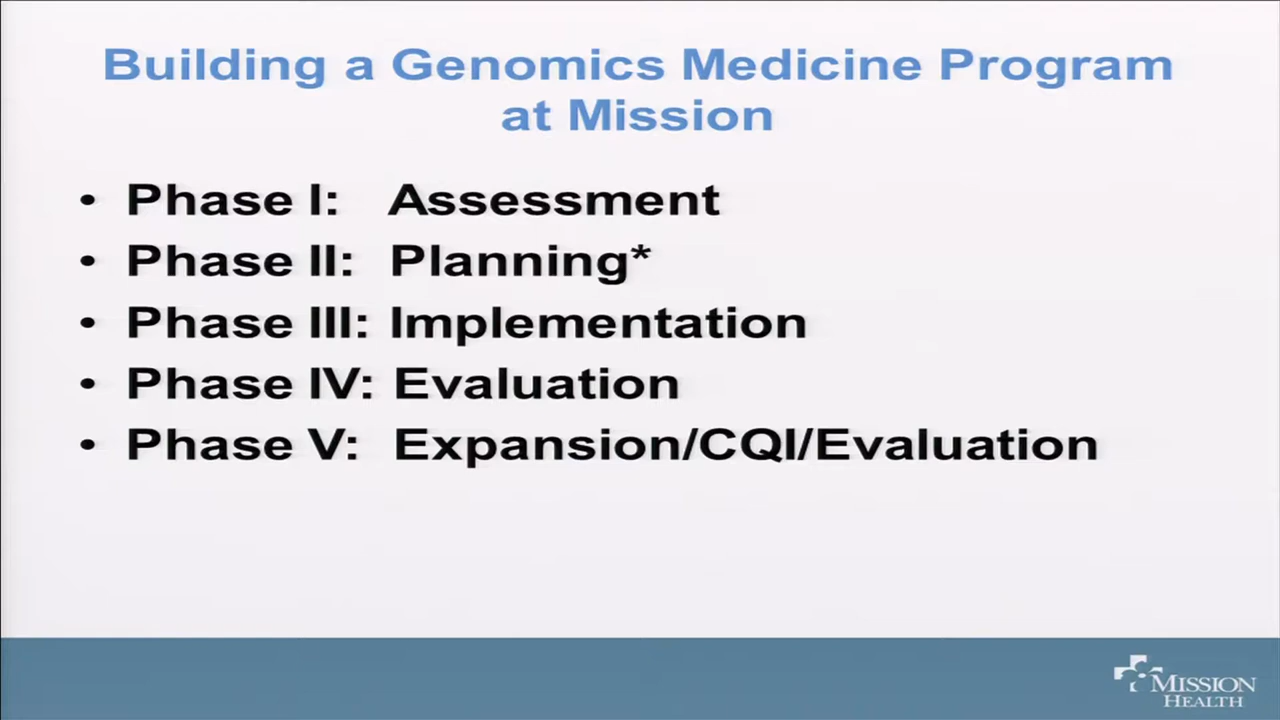 Building a Genomics Medicine Program
at Mission
• Phase I: Assessment
• Phase II: Planning*
• Phase III: Implementation
• Phase IV: Evaluation
• Phase V: Expansion/CQI/Evaluation
MISSION
HEALTH